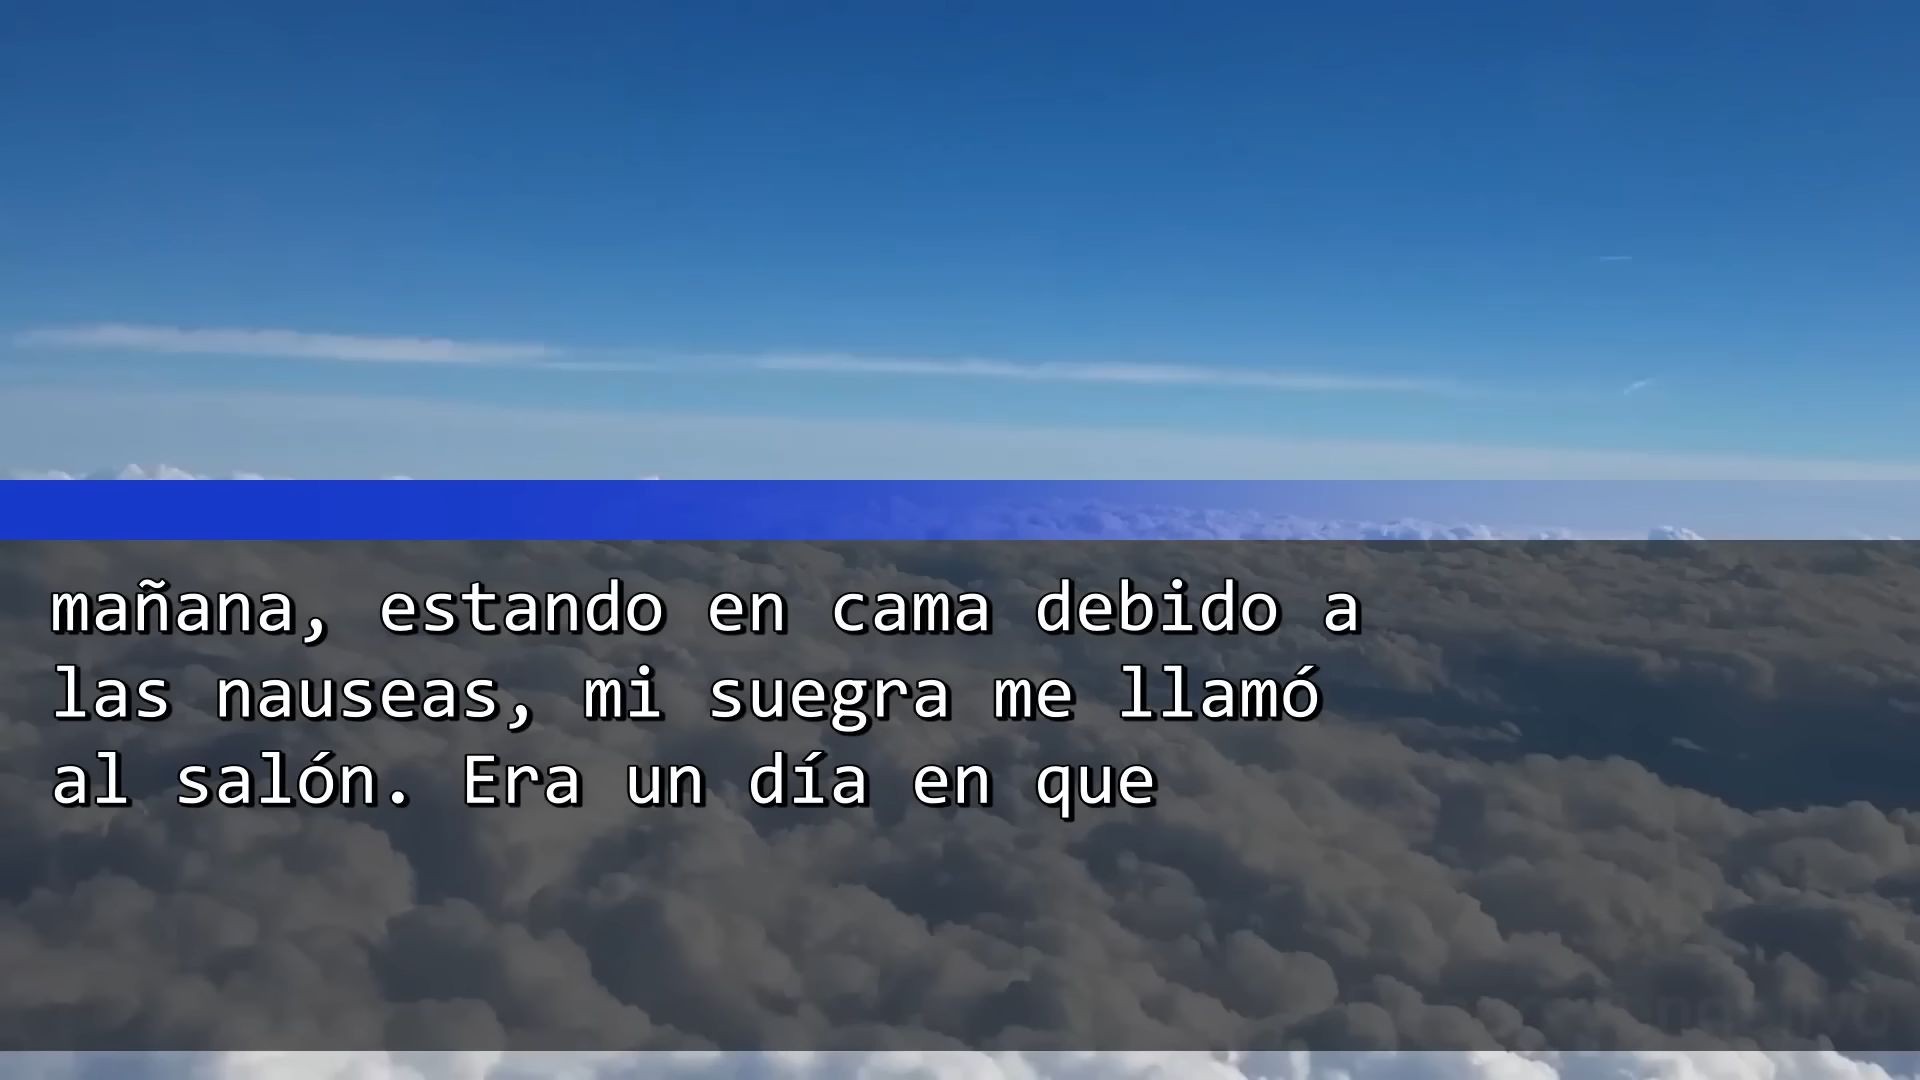 mañana, estando en cama debido a
las nauseas, mi suegra me llamó
al salón. Era un día en que